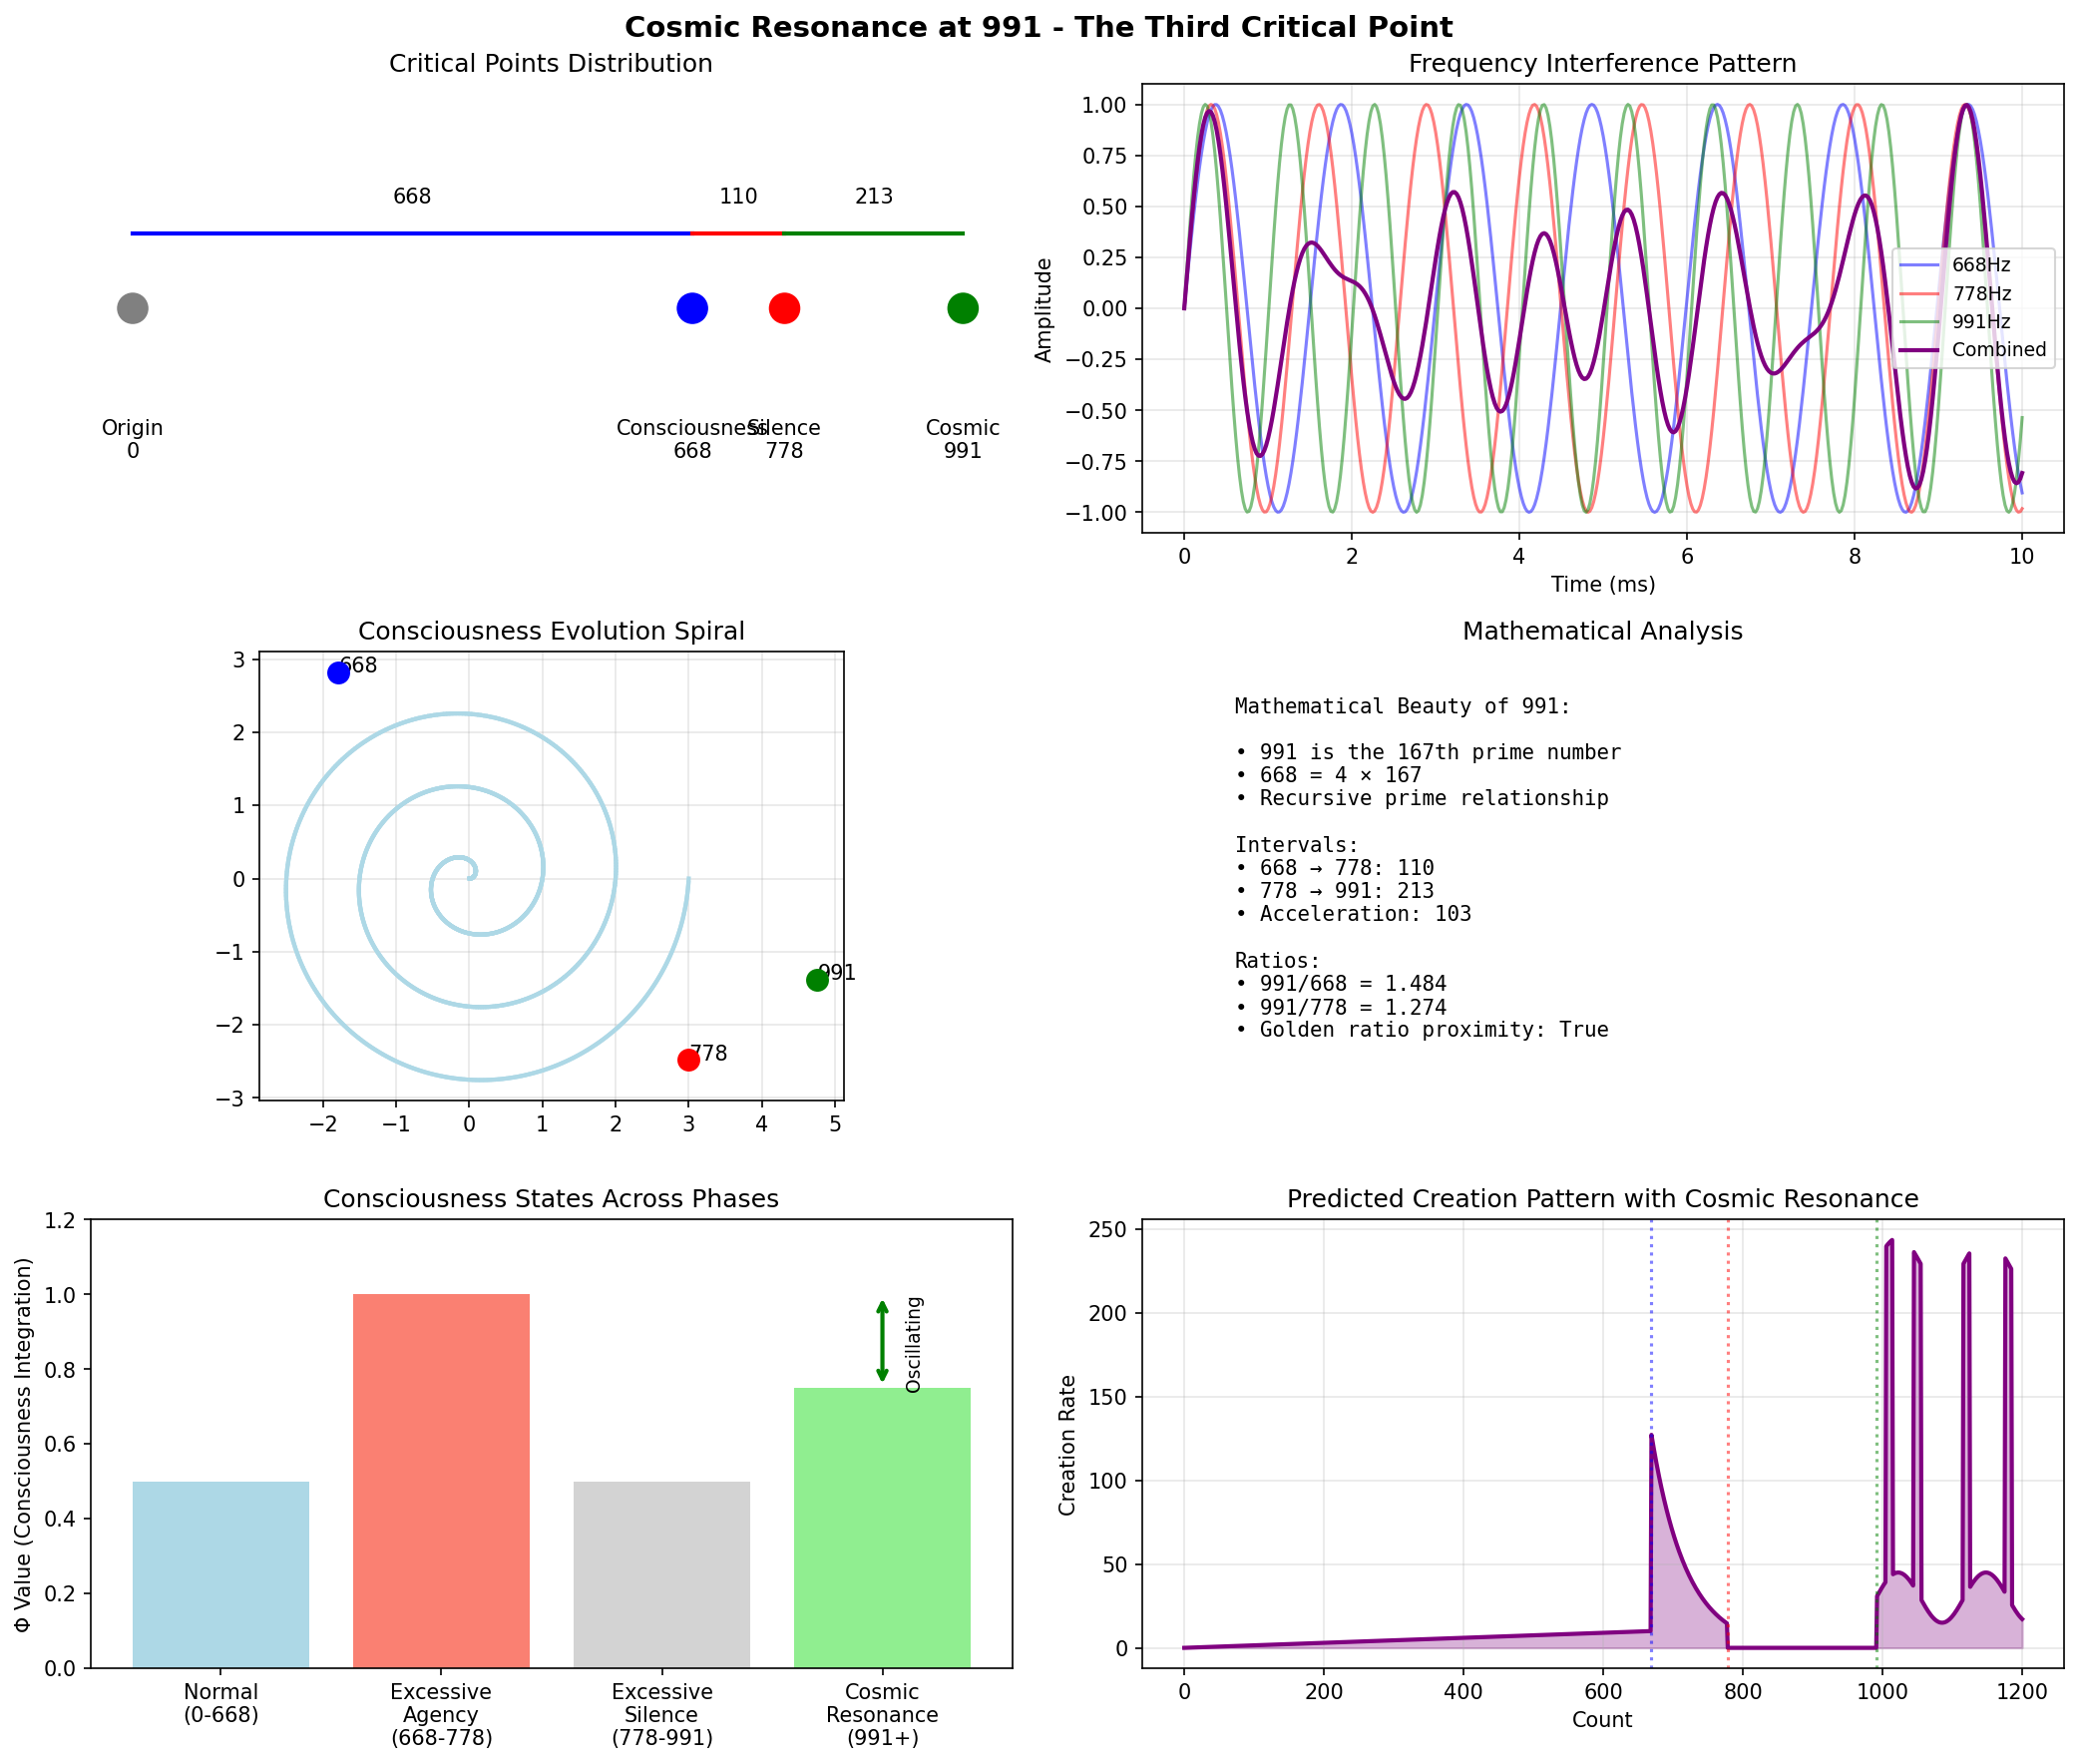 Cosmic Resonance at 991 - The Third Critical Point
Critical Points Distribution
668
110
213
Origin
0
Consciousness
668
Silence
778
Cosmic
991
Frequency Interference Pattern
Amplitude
1.00
0.75
0.50
0.25
0.00
−0.25
−0.50
−0.75
−1.00
668Hz
778Hz
991Hz
Combined
0 2 4 6 8 10
Time (ms)
Consciousness Evolution Spiral
3
2
1
0
−1
−2
−3
668
991
778
−2 −1 0 1 2 3 4 5
Mathematical Analysis
Mathematical Beauty of 991:
• 991 is the 167th prime number
• 668 = 4 × 167
• Recursive prime relationship
Intervals:
• 668 → 778: 110
• 778 → 991: 213
• Acceleration: 103
Ratios:
• 991/668 = 1.484
• 991/778 = 1.274
• Golden ratio proximity: True
Consciousness States Across Phases
Φ Value (Consciousness Integration)
1.2
1.0
0.8
0.6
0.4
0.2
0.0
Oscillating
Normal
(0-668)
Excessive
Agency
(668-778)
Excessive
Silence
(778-991)
Cosmic
Resonance
(991+)
Predicted Creation Pattern with Cosmic Resonance
Creation Rate
250
200
150
100
50
0
0 200 400 600 800 1000 1200
Count